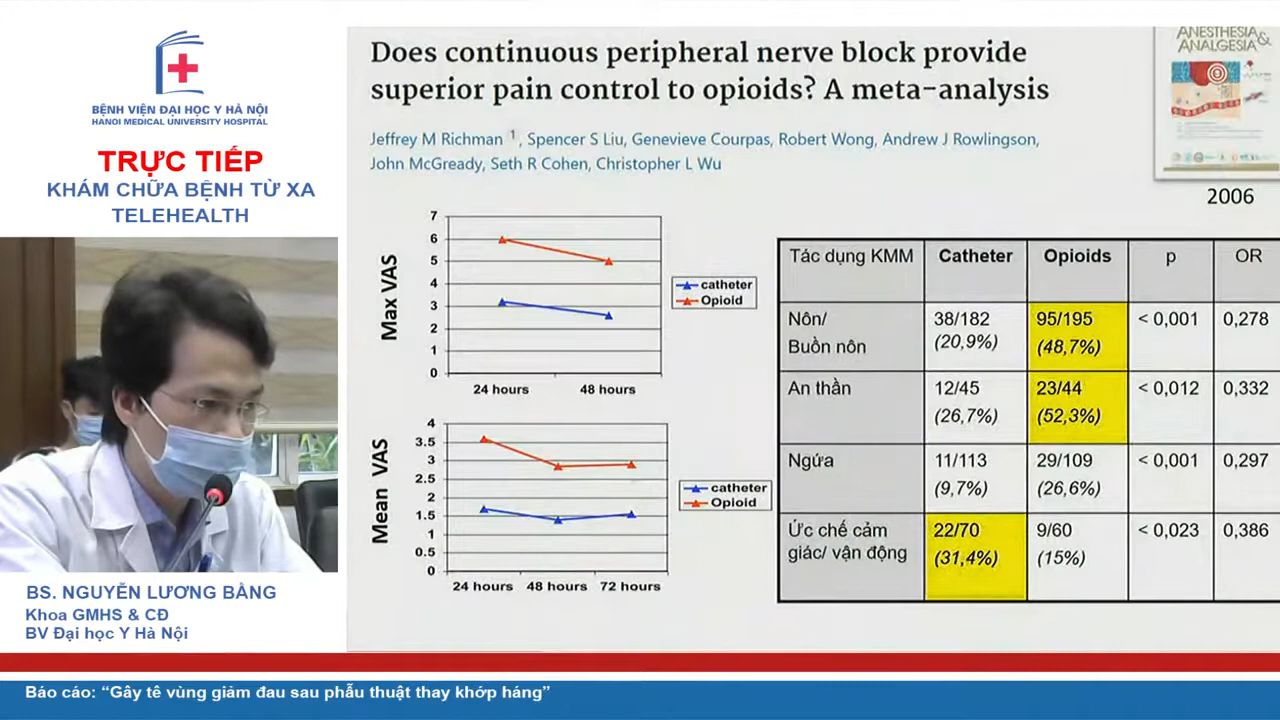 BỆNH VIỆN ĐẠI HỌC Y HÀ NỘI
HANOI MEDICAL UNIVERSITY HOSPITAL
TRỰC TIẾP
KHÁM CHỮA BỆNH TỪ XA
TELEHEALTH
BS. NGUYỄN LƯƠNG BẰNG
Khoa GMHS & CĐ
BV Đại học Y Hà Nội
Does continuous peripheral nerve block provide
superior pain control to opioids? A meta-analysis
Jeffrey M Richman 1, Spencer S Liu, Genevieve Courpas, Robert Wong, Andrew J Rowlingson,
John McGready, Seth R Cohen, Christopher L Wu
ANESTHESIA &
ANALGESIA
2006
Max VAS
7
6
5
4
3
2
1
0
24 hours 48 hours
catheter
Opioid
Mean VAS
4
3.5
3
2.5
2
1.5
1
0.5
0
24 hours 48 hours 72 hours
catheter
Opioid
Tác dụng KMM Catheter Opioids p OR
Nôn/ 38/182 95/195 < 0,001 0,278
Buồn nôn (20,9%) (48,7%)
An thần 12/45 23/44 < 0,012 0,332
(26,7%) (52,3%)
Ngứa 11/113 29/109 < 0,001 0,297
(9,7%) (26,6%)
Ức chế cảm 22/70 9/60 < 0,023 0,386
giác/ vận động (31,4%) (15%)
Báo cáo: “Gây tê vùng giảm đau sau phẫu thuật thay khớp háng”